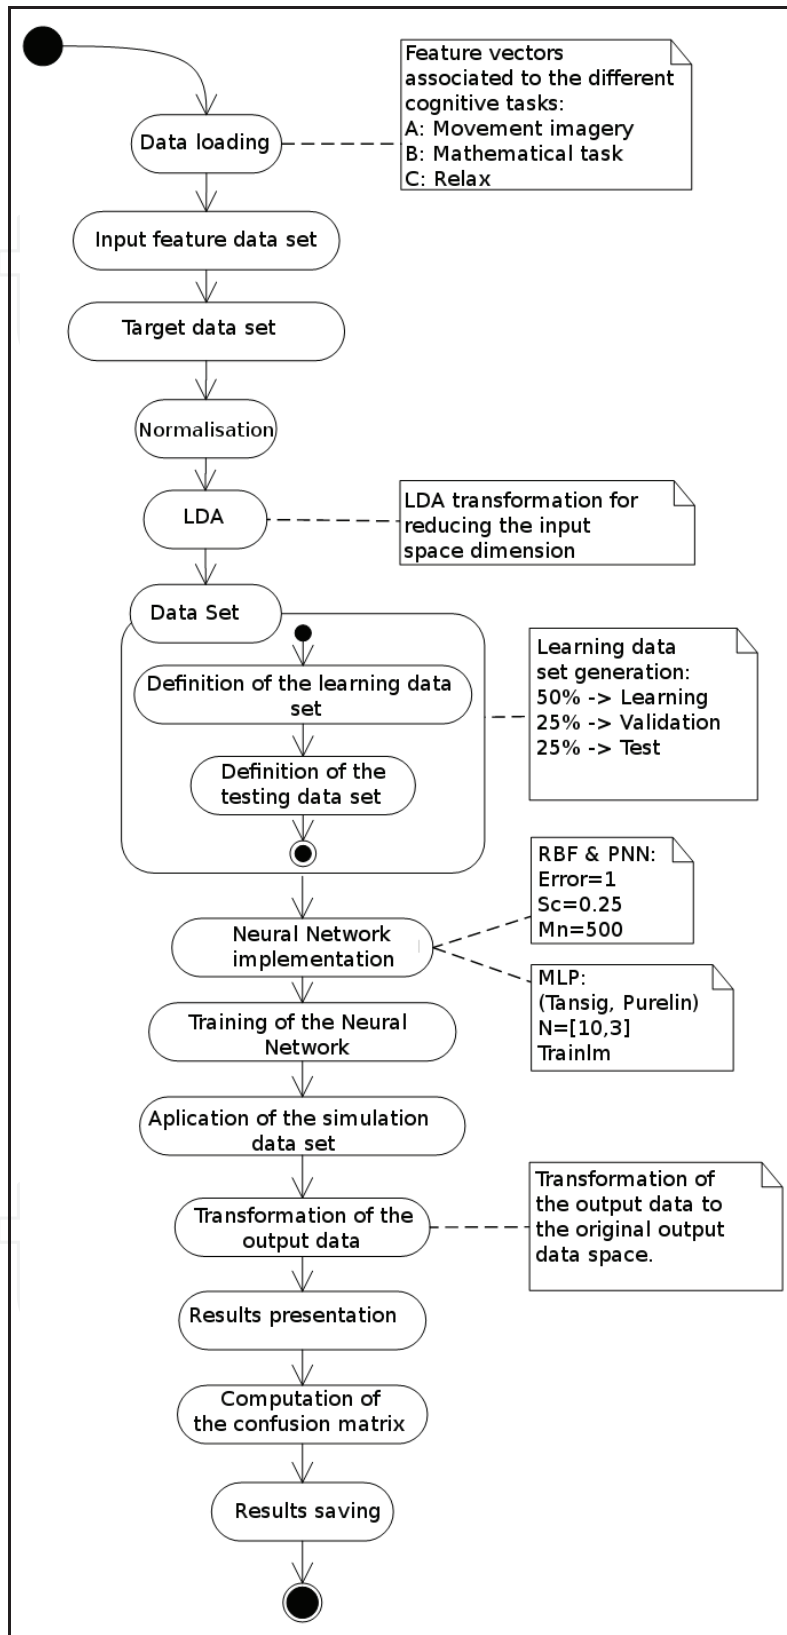 Feature vectors
associated to the different
cognitive tasks:
A: Movement imagery
B: Mathematical task
C: Relax
Data loading
Input feature data set
Target data set
Normalisation
LDA
LDA transformation for
reducing the input
space dimension
Data Set
Definition of the learning data
set
Definition of the
testing data set
Learning data
set generation:
50% -> Learning
25% -> Validation
25% -> Test
RBF & PNN:
Error=1
Sc=0.25
Mn=500
Neural Network
implementation
MLP:
(Tansig, Purelin)
N=[10,3]
Trainlm
Training of the Neural
Network
Aplication of the simulation
data set
Transformation of the
output data
Transformation of
the output data to
the original output
data space.
Results presentation
Computation of
the confusion matrix
Results saving